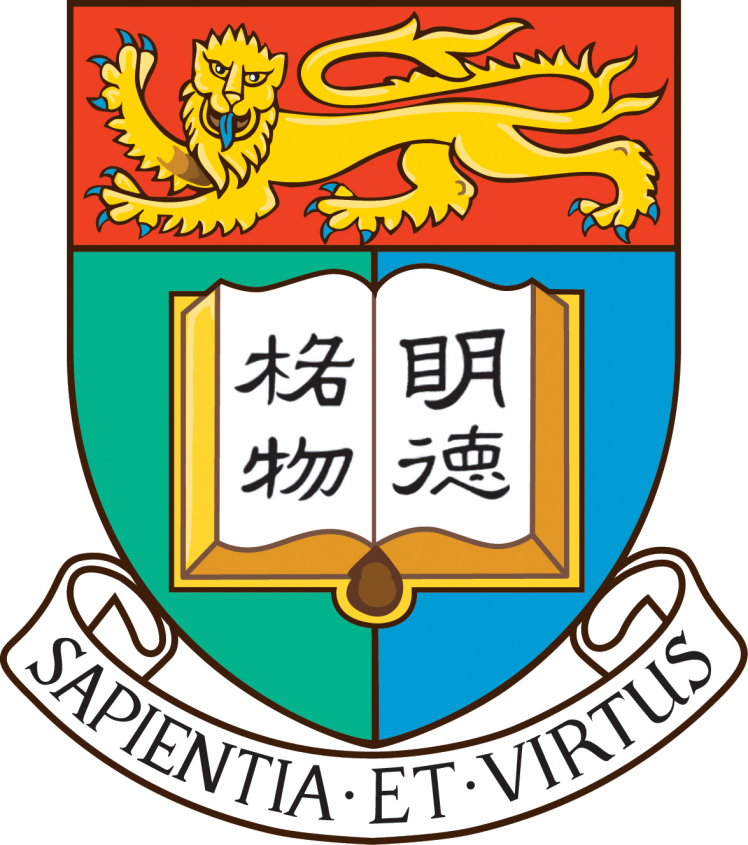 明德
格物
SAPIENTIA · ET · VIRTUS